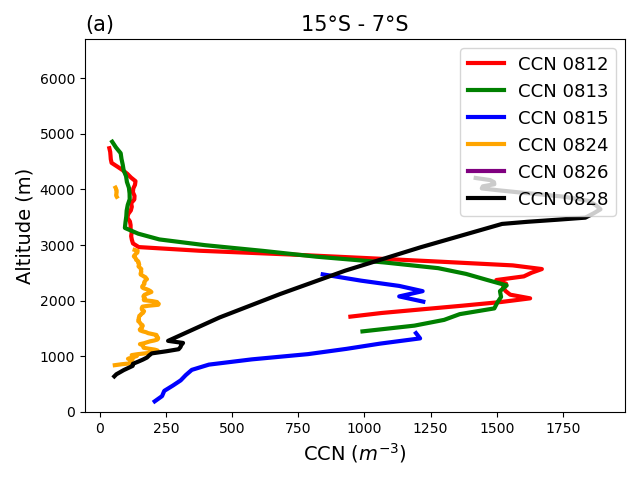 (a) 15°S - 7°S
CCN 0812
CCN 0813
CCN 0815
CCN 0824
CCN 0826
CCN 0828
Altitude (m)
6000
5000
4000
3000
2000
1000
0
0 250 500 750 1000 1250 1500 1750
CCN (m⁻³)